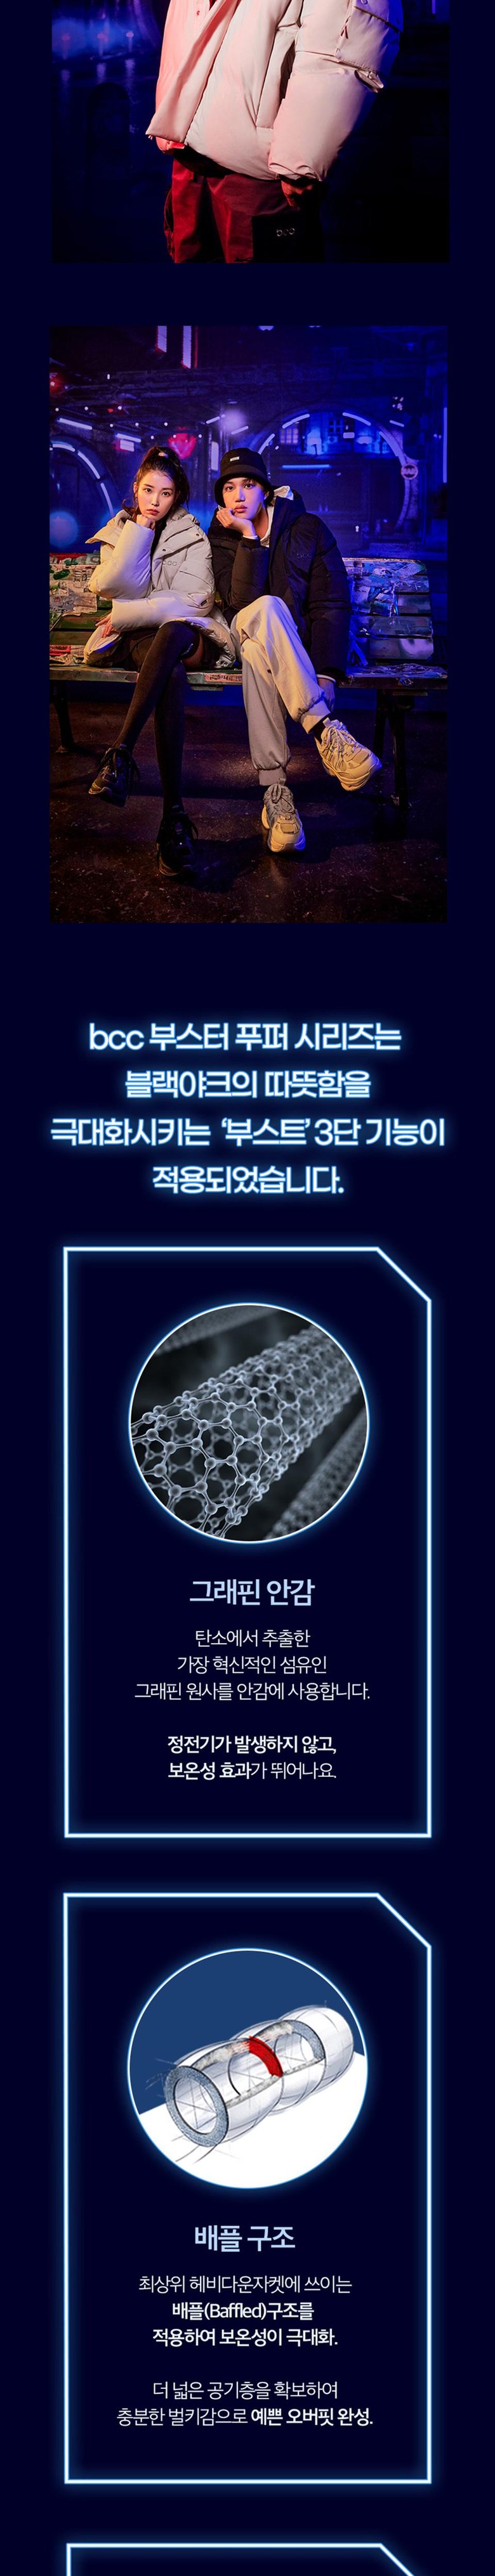 bcc
bcc 부스터 푸퍼 시리즈는
블랙야크의 따뜻함을
극대화시키는 ‘부스트’ 3단 기능이
적용되었습니다.
그래핀 안감
탄소에서 추출한
가장 혁신적인 섬유인
그래핀 원사를 안감에 사용합니다.
정전기가 발생하지 않고,
보온성 효과가 뛰어나요.
배플 구조
최상위 헤비다운자켓에 쓰이는
배플(Baffled)구조를
적용하여 보온성이 극대화.
더 넓은 공기층을 확보하여
충분한 벌키감으로 예쁜 오버핏 완성.